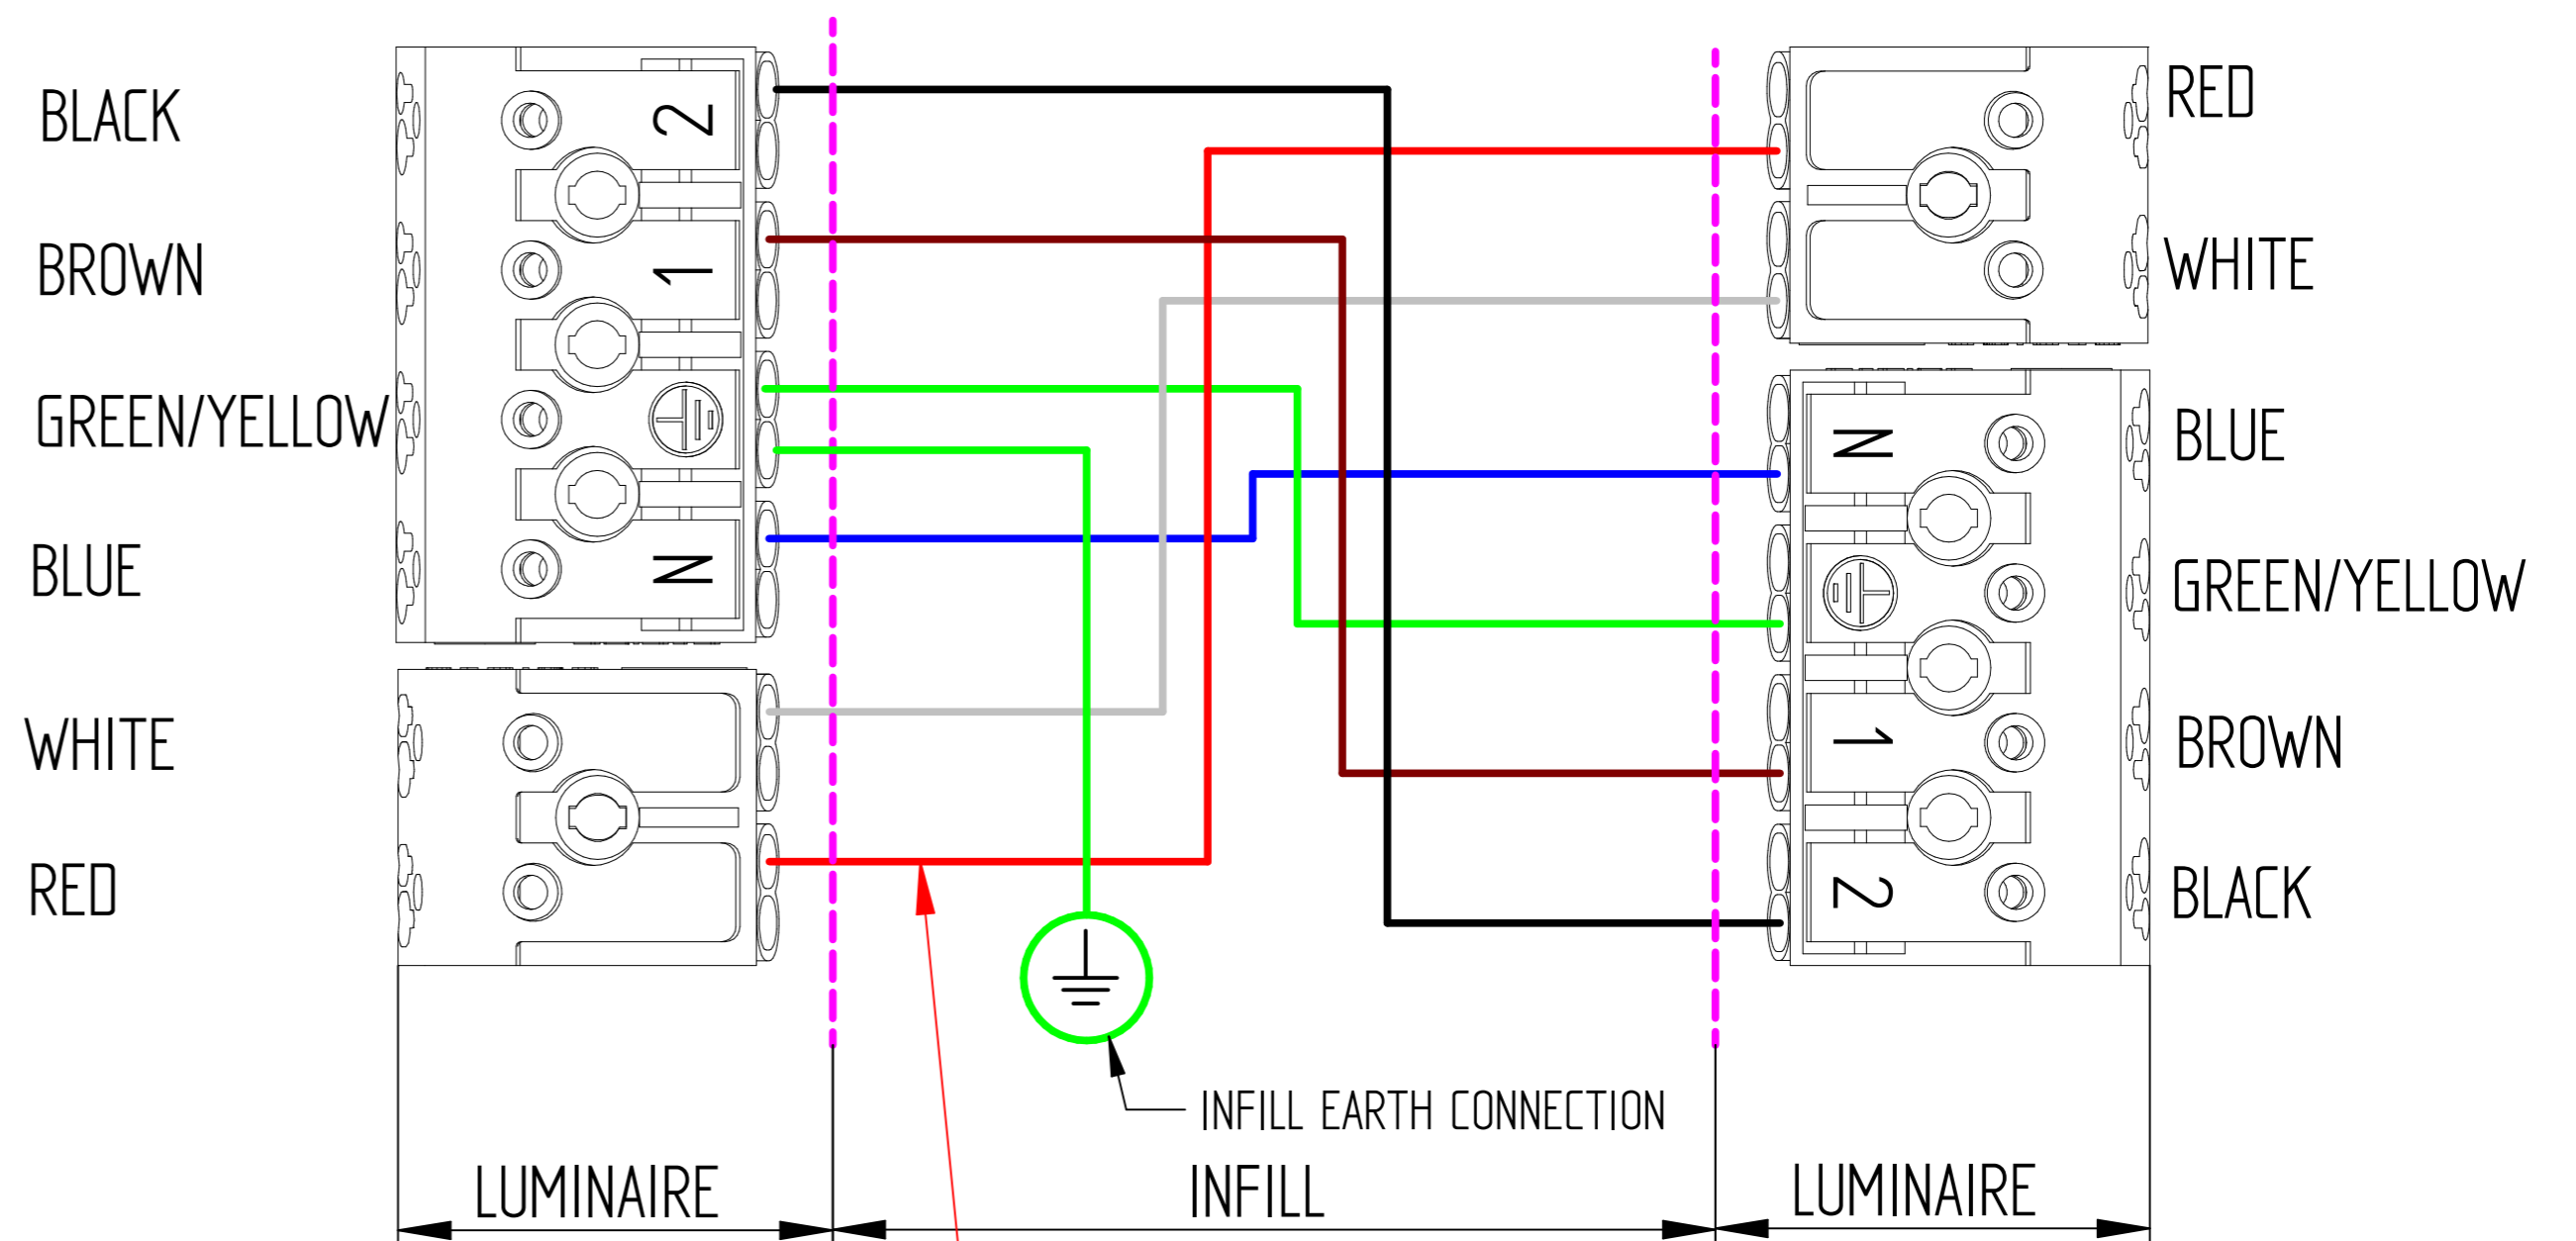 BLACK
2
RED
BROWN
1
WHITE
GREEN/YELLOW
N
BLUE
BLUE
N
GREEN/YELLOW
WHITE
1
BROWN
RED
2
BLACK
INFILL EARTH CONNECTION
LUMINAIRE
INFILL
LUMINAIRE